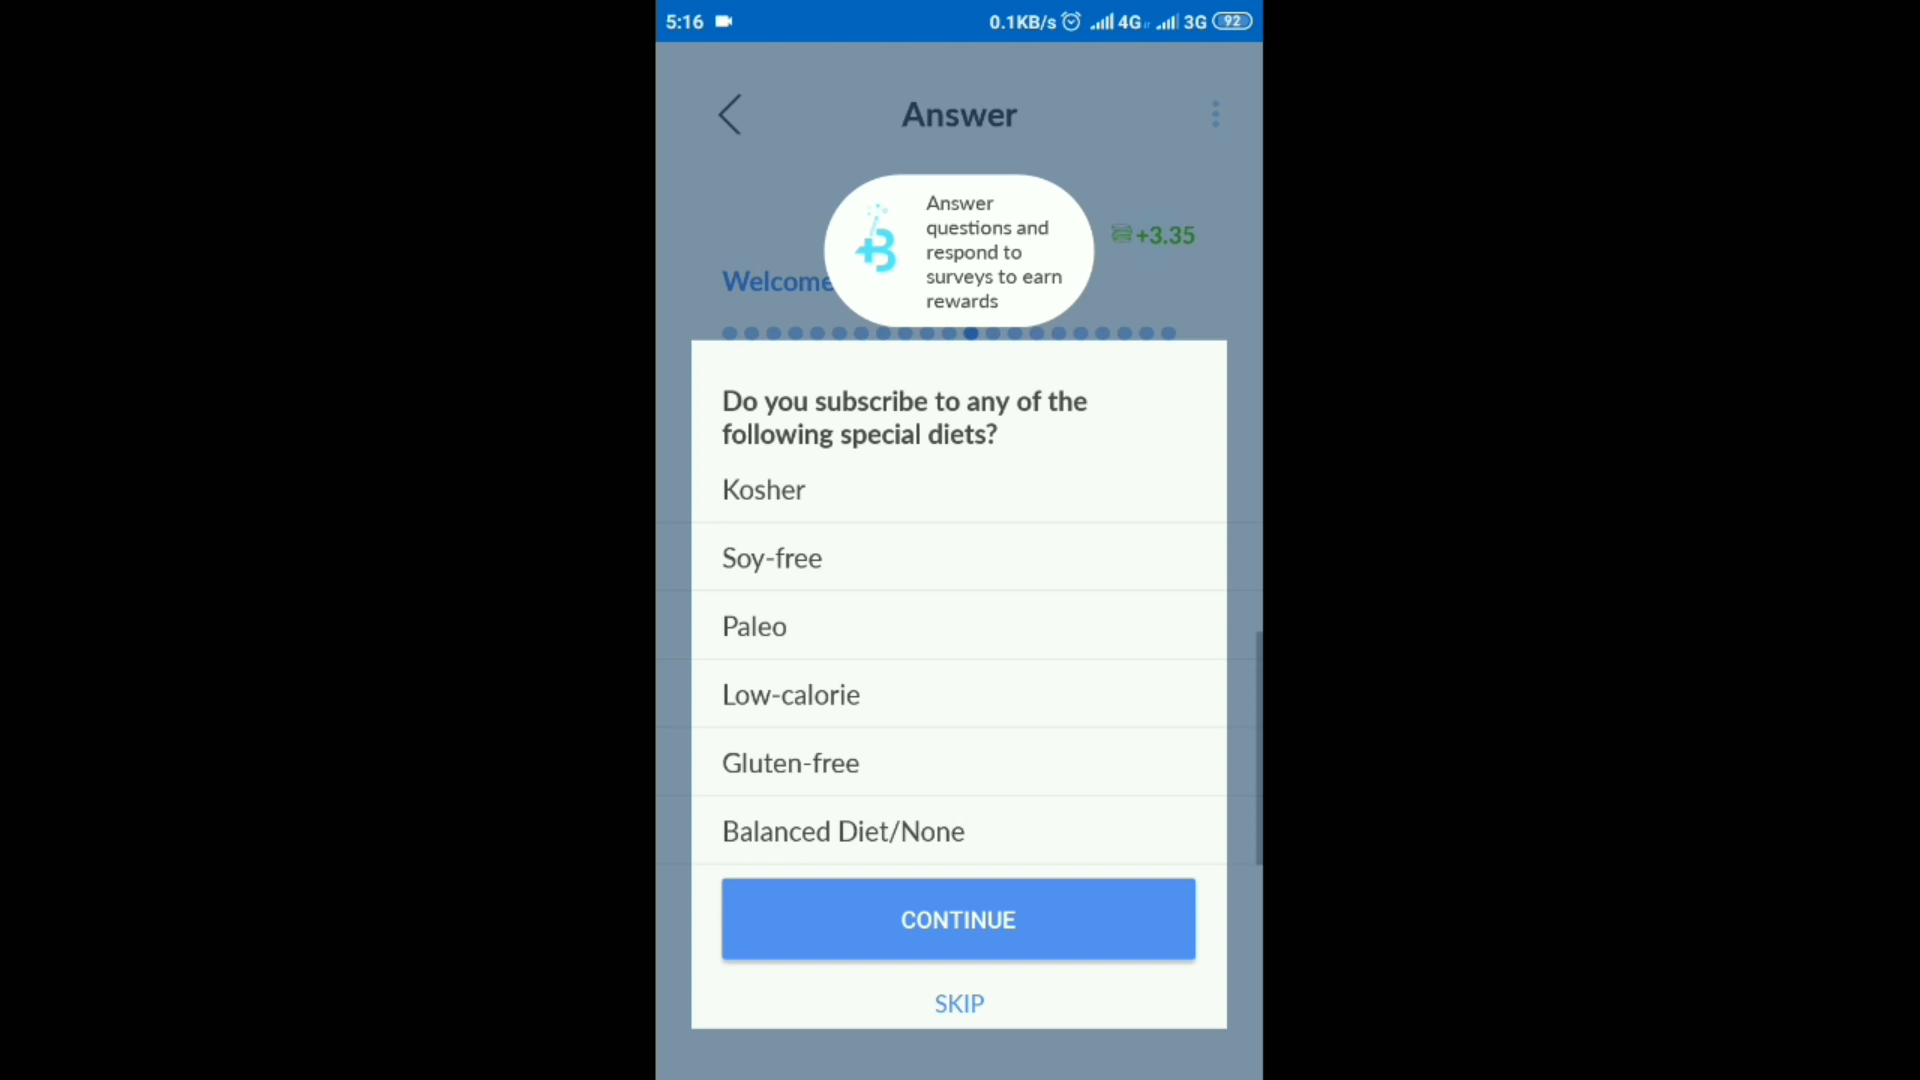 5:16 0.1KB/s 4G 3G 92
Answer
Answer
questions and
respond to
surveys to earn
rewards
+3.35
Welcome
Do you subscribe to any of the
following special diets?
Kosher
Soy-free
Paleo
Low-calorie
Gluten-free
Balanced Diet/None
CONTINUE
SKIP